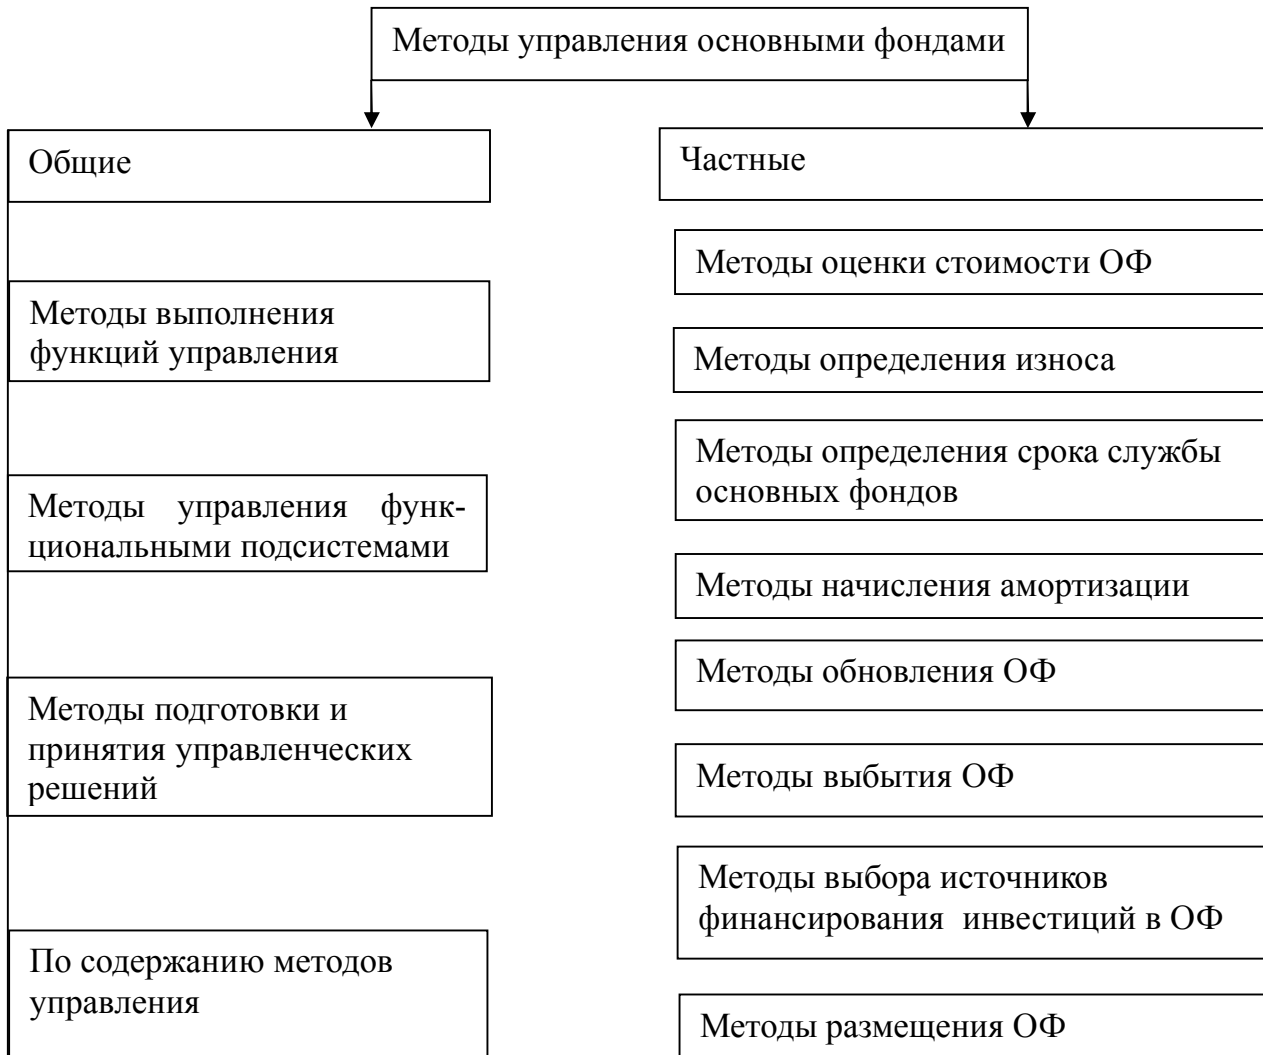 Методы управления основными фондами
Общие
Методы выполнения
функций управления
Методы управления функ-
циональными подсистемами
Методы подготовки и
принятия управленческих
решений
По содержанию методов
управления
Частные
Методы оценки стоимости ОФ
Методы определения износа
Методы определения срока службы
основных фондов
Методы начисления амортизации
Методы обновления ОФ
Методы выбытия ОФ
Методы выбора источников
финансирования инвестиций в ОФ
Методы размещения ОФ